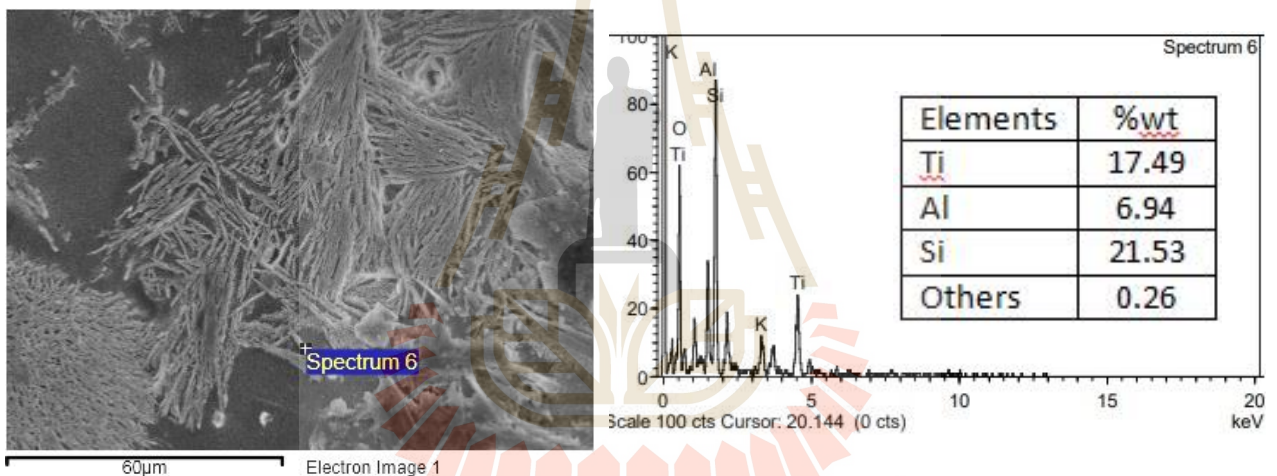 Spectrum 6
60µm
Electron Image 1
Spectrum 6
100
80
60
40
20
0
K
O
Ti
Al
Si
K
Ti
0 5 10 15 20
Scale 100 cts Cursor: 20.144 (0 cts) keV
Elements %wt
Ti 17.49
Al 6.94
Si 21.53
Others 0.26